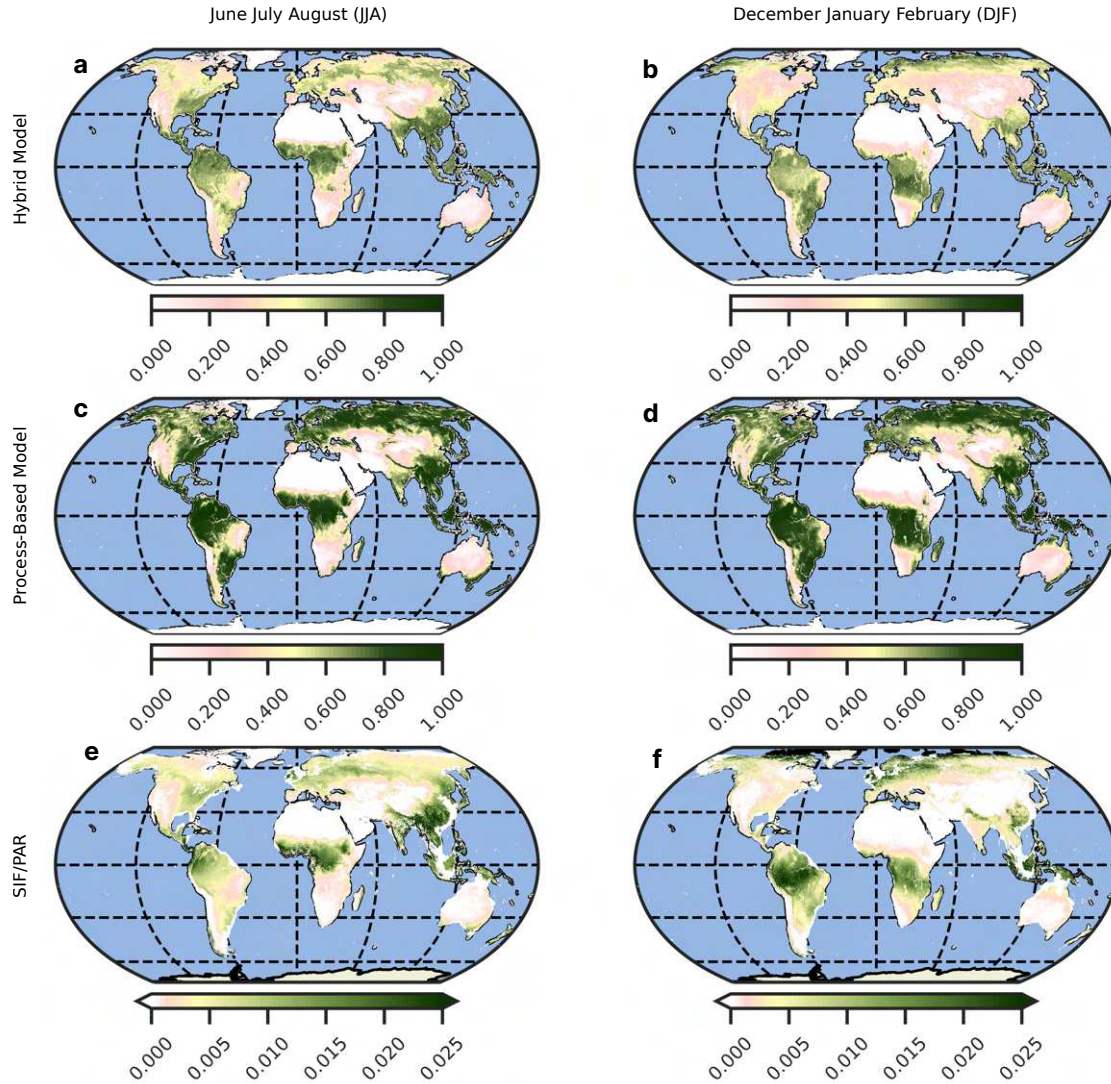 June July August (JJA)
December January February (DJF)
Hybrid Model
a
b
0.000 0.200 0.400 0.600 0.800 1.000
0.000 0.200 0.400 0.600 0.800 1.000
Process-Based Model
c
d
0.000 0.200 0.400 0.600 0.800 1.000
0.000 0.200 0.400 0.600 0.800 1.000
SIF/PAR
e
f
0.000 0.005 0.010 0.015 0.020 0.025
0.000 0.005 0.010 0.015 0.020 0.025